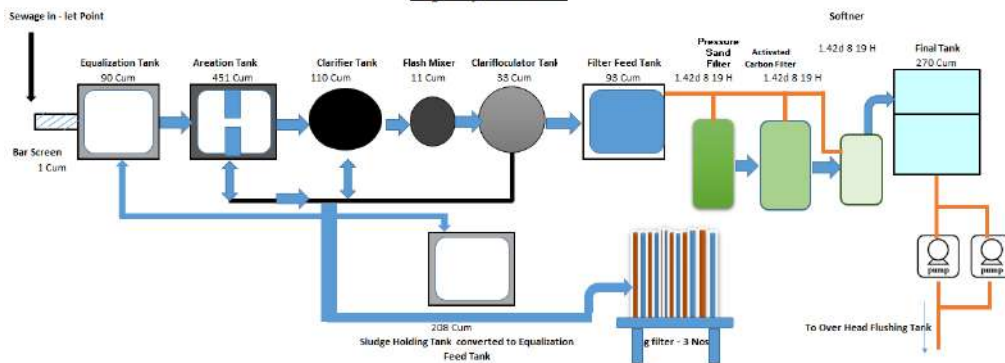 Sewage in - let Point
Softner
Equalization Tank
90 Cum
Areation Tank
451 Cum
Clarifier Tank
110 Cum
Flash Mixer
11 Cum
Clarifloculator Tank
38 Cum
Filter Feed Tank
98 Cum
Pressure
Sand
Filter
1.42d 8 19 H
Activated
Carbon Filter
1.42d 8 19 H
1.42d 8 19 H
Final Tank
270 Cum
Bar Screen
1 Cum
pump
pump
208 Cum
Sludge Holding Tank converted to Equalization
Feed Tank
g filter - 3 Nos
To Over Head Flushing Tank